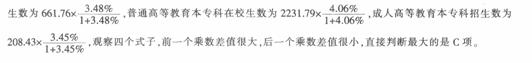 生数为 661.76×3.48%/1+3.48%,普通高等教育本专科在校生数为 2231.79×4.06%/1+4.06%,成人高等教育本专科招生数为
208.43×3.45%/1+3.45%,观察四个式子,前一个乘数差值很大,后一个乘数差值很小,直接判断最大的是 C 项。